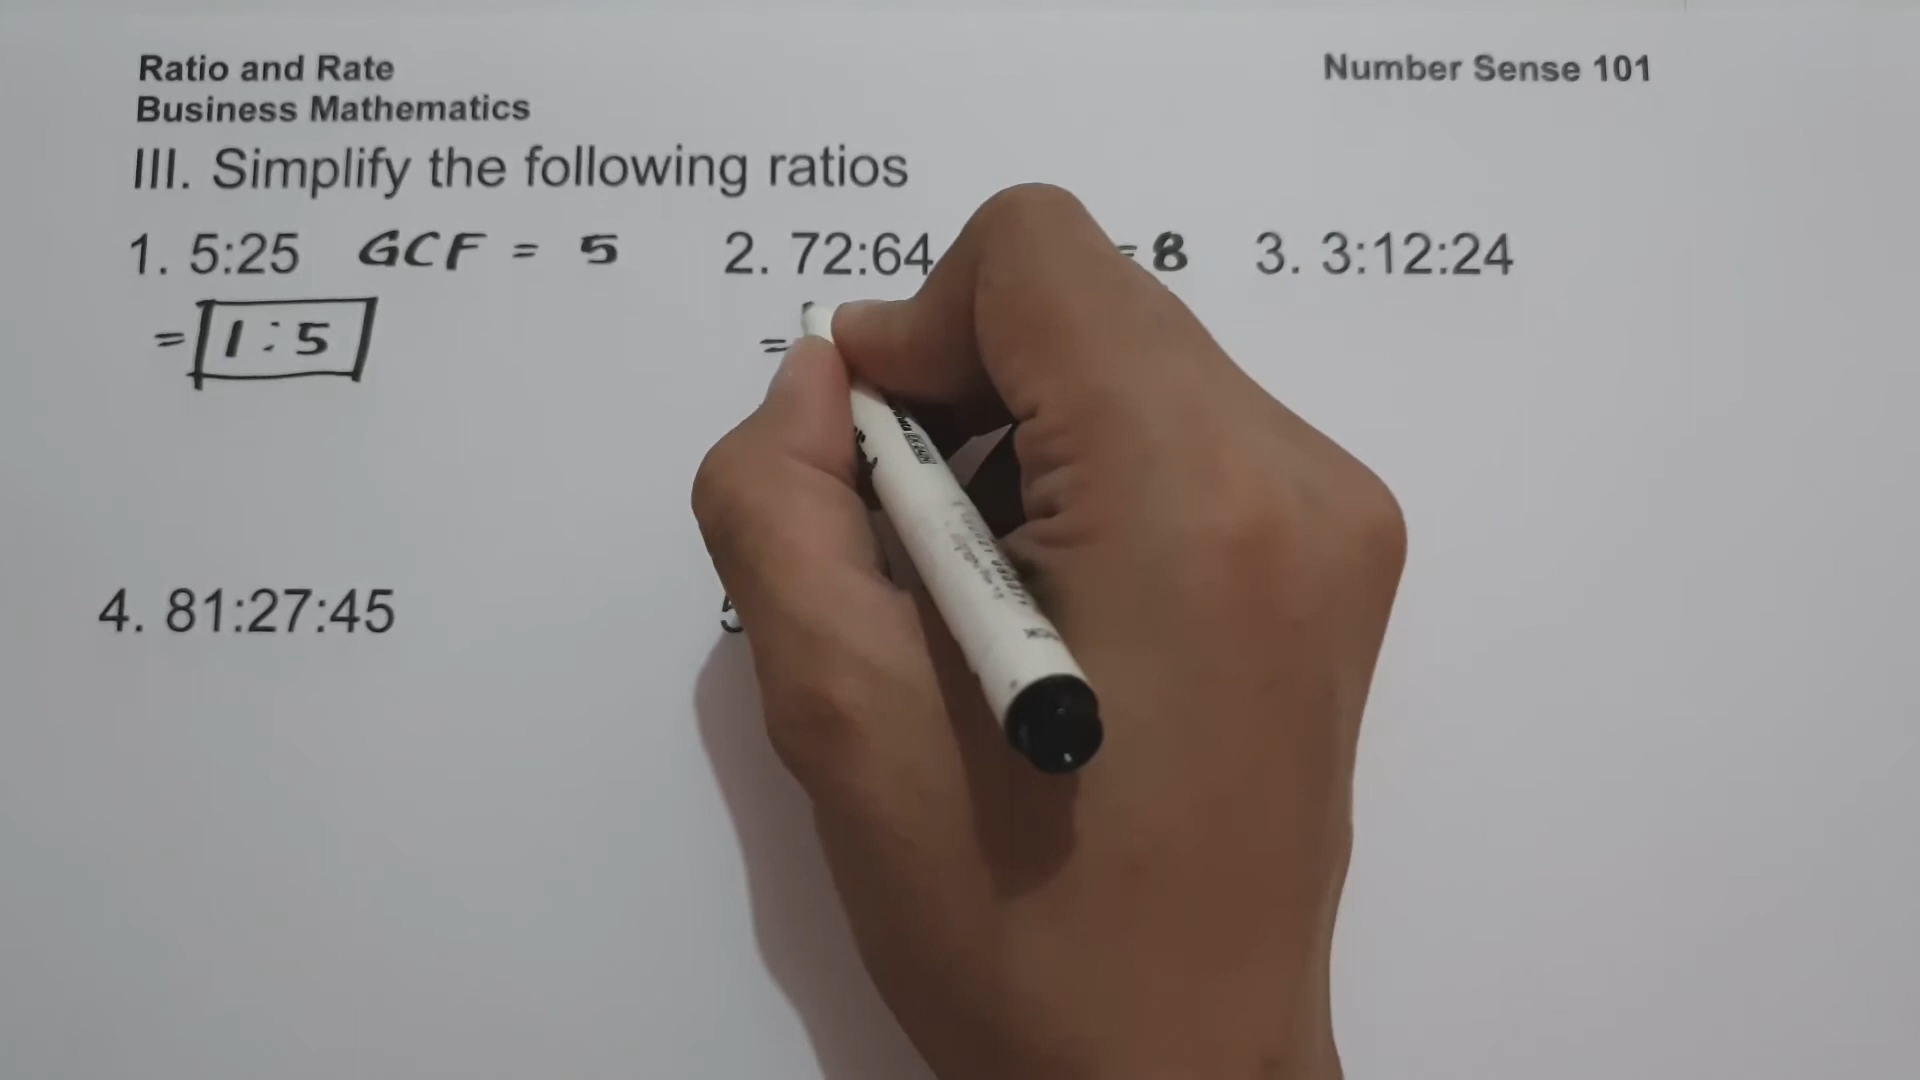 Ratio and Rate
Number Sense 101
Business Mathematics
III. Simplify the following ratios
1. 5:25 GCF = 5
2. 72:64 = 8
3. 3:12:24
= 1:5
=
4. 81:27:45
5